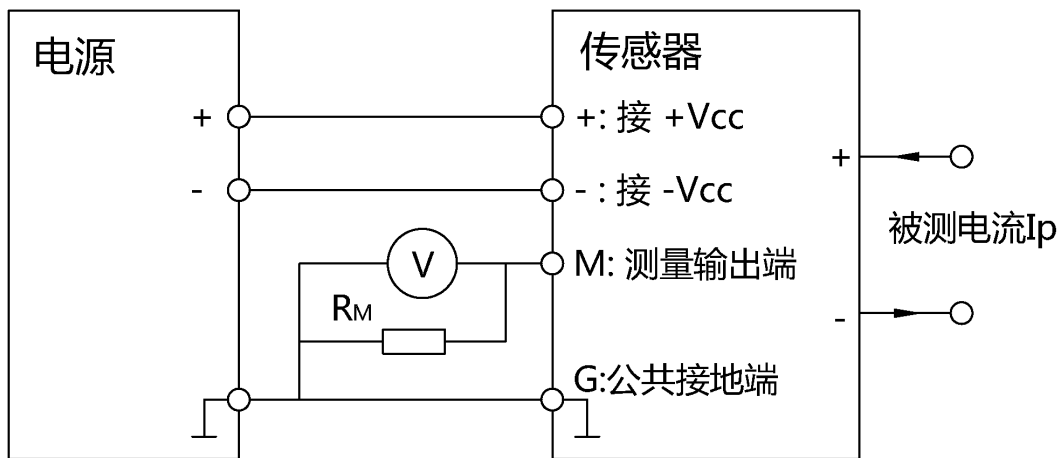 电源
传感器
+
+: 接 +Vcc
+
-
- : 接 -Vcc
被测电流Ip
V
M: 测量输出端
RM
-
G:公共接地端